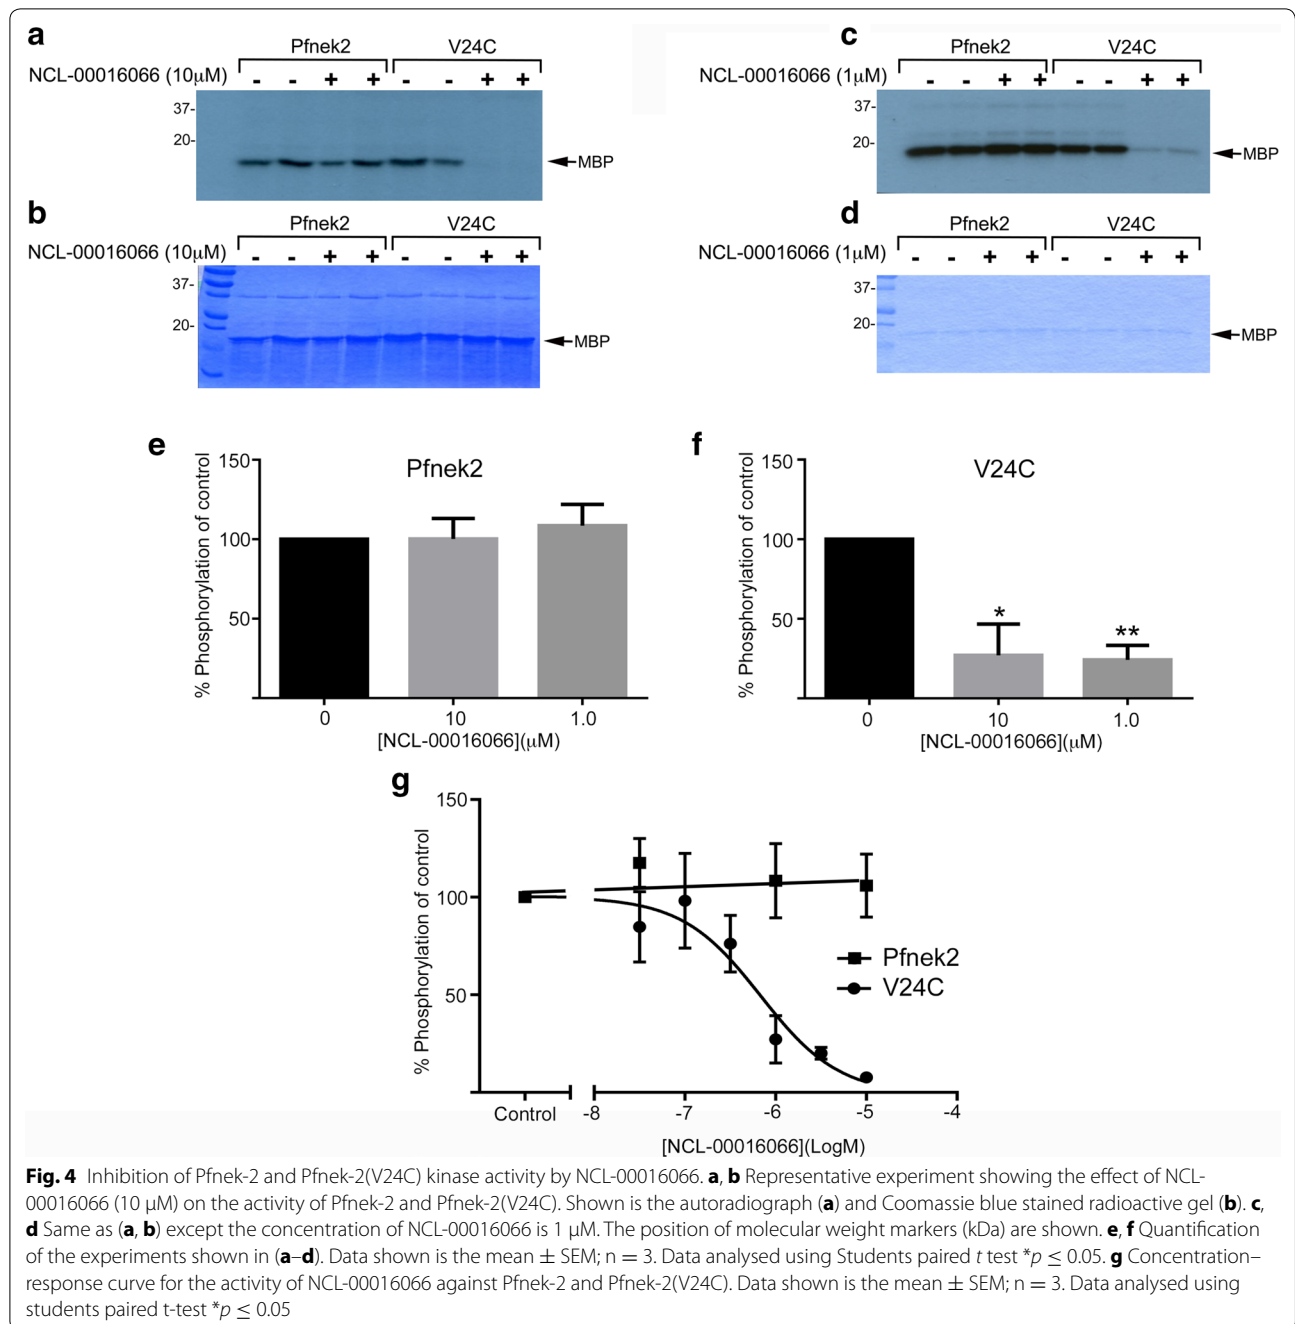 a
Pfnek2 V24C
NCL-00016066 (10μM) - - + + - - + +
37-
20-
MBP
b
Pfnek2 V24C
NCL-00016066 (10μM) - - + + - - + +
37-
20-
MBP
c
Pfnek2 V24C
NCL-00016066 (1μM) - - + + - - + +
37-
20-
MBP
d
Pfnek2 V24C
NCL-00016066 (1μM) - - + + - - + +
37-
20-
MBP
e
Pfnek2
% Phosphorylation of control
150
100
50
0 10 1.0
[NCL-00016066](μM)
f
V24C
% Phosphorylation of control
150
100
50
* **
0 10 1.0
[NCL-00016066](μM)
g
% Phosphorylation of control
150
100
50
Pfnek2
V24C
Control -8 -7 -6 -5 -4
[NCL-00016066](LogM)
Fig. 4 Inhibition of Pfnek-2 and Pfnek-2(V24C) kinase activity by NCL-00016066. a, b Representative experiment showing the effect of NCL-
00016066 (10 μM) on the activity of Pfnek-2 and Pfnek-2(V24C). Shown is the autoradiograph (a) and Coomassie blue stained radioactive gel (b). c,
d Same as (a, b) except the concentration of NCL-00016066 is 1 μM. The position of molecular weight markers (kDa) are shown. e, f Quantification
of the experiments shown in (a–d). Data shown is the mean ± SEM; n = 3. Data analysed using Students paired t test *p ≤ 0.05. g Concentration–
response curve for the activity of NCL-00016066 against Pfnek-2 and Pfnek-2(V24C). Data shown is the mean ± SEM; n = 3. Data analysed using
students paired t-test *p ≤ 0.05